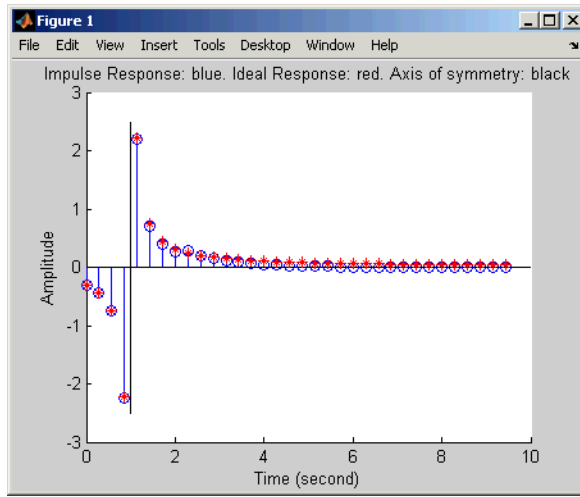 Figure 1
File Edit View Insert Tools Desktop Window Help
Impulse Response: blue. Ideal Response: red. Axis of symmetry: black
3
2
1
0
-1
-2
-3
Amplitude
0 2 4 6 8 10
Time (second)